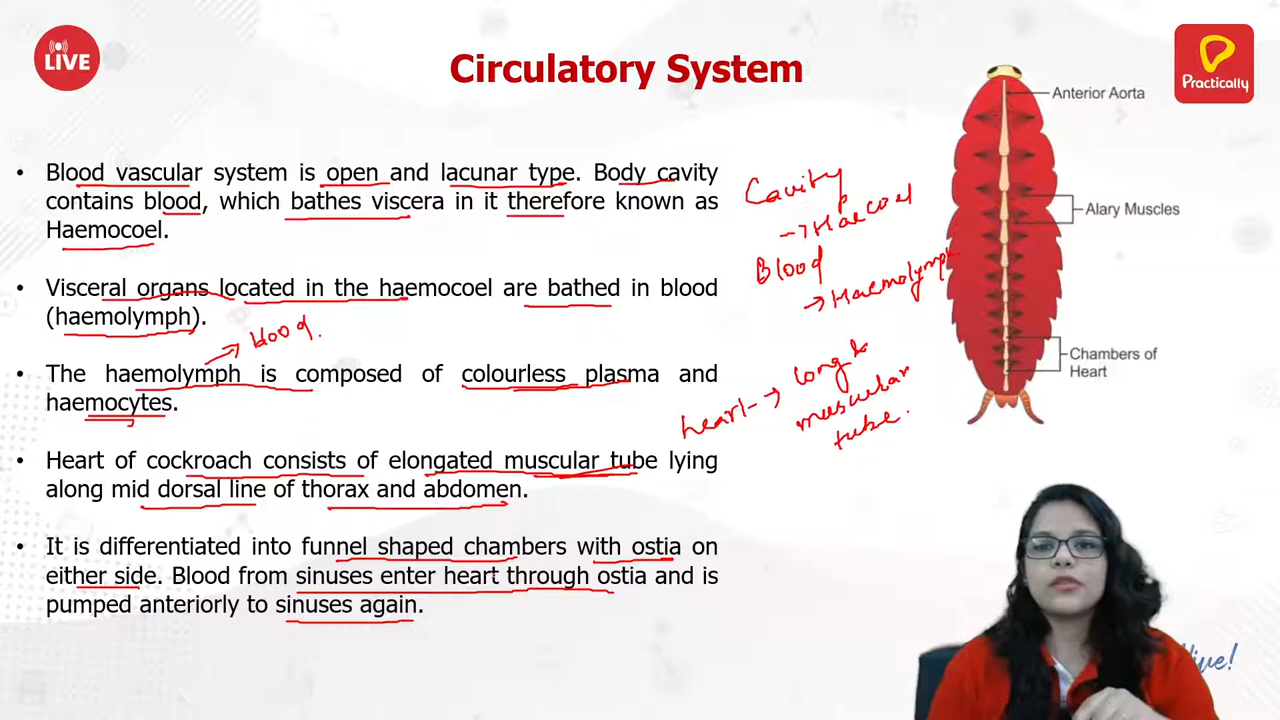 LIVE
Circulatory System
Practically
Anterior Aorta
• Blood vascular system is open and lacunar type. Body cavity
contains blood, which bathes viscera in it therefore known as
Haemocoel.
• Visceral organs located in the haemocoel are bathed in blood
(haemolymph).
• The haemolymph is composed of colourless plasma and
haemocytes.
• Heart of cockroach consists of elongated muscular tube lying
along mid dorsal line of thorax and abdomen.
• It is differentiated into funnel shaped chambers with ostia on
either side. Blood from sinuses enter heart through ostia and is
pumped anteriorly to sinuses again.
blood.
Cavity
→ Haecoel
Blood
→ Haemolymph
heart → long &
muscular
tube.
Alary Muscles
Chambers of
Heart
live!